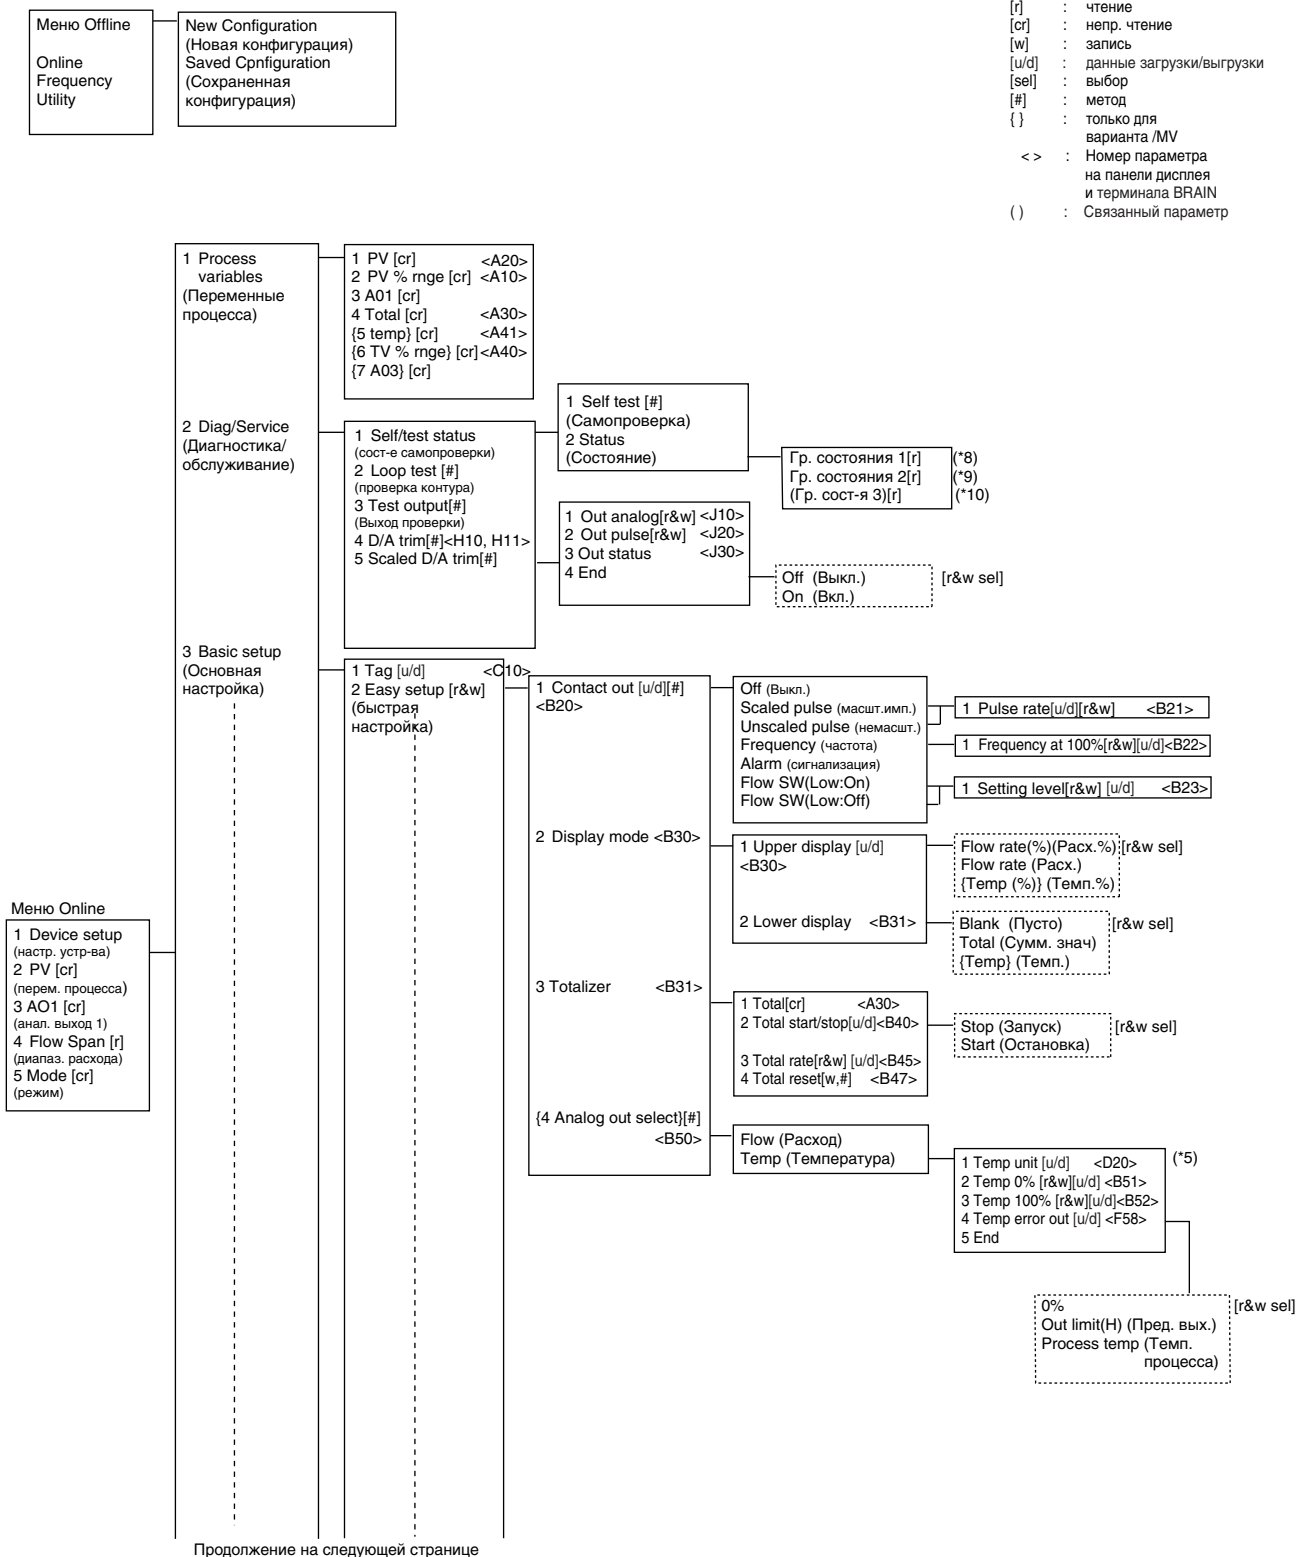 Меню Offline
Online
Frequency
Utility
New Configuration
(Новая конфигурация)
Saved Cpnfiguration
(Сохраненная
конфигурация)
[r] : чтение
[cr] : непр. чтение
[w] : запись
[u/d] : данные загрузки/выгрузки
[sel] : выбор
[#] : метод
{ } : только для
варианта /MV
< > : Номер параметра
на панели дисплея
и терминала BRAIN
( ) : Связанный параметр
1 Process
variables
(Переменные
процесса)
1 PV [cr] <A20>
2 PV % rnge [cr] <A10>
3 A01 [cr]
4 Total [cr] <A30>
{5 temp} [cr] <A41>
{6 TV % rnge} [cr] <A40>
{7 A03} [cr]
2 Diag/Service
(Диагностика/
обслуживание)
1 Self/test status
(сост-е самопроверки)
2 Loop test [#]
(проверка контура)
3 Test output[#]
(Выход проверки)
4 D/A trim[#]<H10, H11>
5 Scaled D/A trim[#]
1 Self test [#]
(Самопроверка)
2 Status
(Состояние)
Гр. состояния 1[r] (*8)
Гр. состояния 2[r] (*9)
(Гр. сост-я 3)[r] (*10)
1 Out analog[r&w] <J10>
2 Out pulse[r&w] <J20>
3 Out status <J30>
4 End
Off (Выкл.) [r&w sel]
On (Вкл.)
3 Basic setup
(Основная
настройка)
1 Tag [u/d] <C10>
2 Easy setup [r&w]
(быстрая
настройка)
1 Contact out [u/d][#]
<B20>
Off (Выкл.)
Scaled pulse (масшт.имп.)
Unscaled pulse (немасшт.)
Frequency (частота)
Alarm (сигнализация)
Flow SW(Low:On)
Flow SW(Low:Off)
1 Pulse rate[u/d][r&w] <B21>
1 Frequency at 100%[r&w][u/d]<B22>
1 Setting level[r&w] [u/d] <B23>
2 Display mode <B30>
1 Upper display [u/d]
<B30>
2 Lower display <B31>
Flow rate(%)(Расх.%) [r&w sel]
Flow rate (Расх.)
{Temp (%)} (Темп.%)
Blank (Пусто) [r&w sel]
Total (Сумм. знач)
{Temp} (Темп.)
Меню Online
1 Device setup
(настр. устр-ва)
2 PV [cr]
(перем. процесса)
3 AO1 [cr]
(анал. выход 1)
4 Flow Span [r]
(диапаз. расхода)
5 Mode [cr]
(режим)
3 Totalizer <B31>
1 Total[cr] <A30>
2 Total start/stop[u/d]<B40>
3 Total rate[r&w] [u/d]<B45>
4 Total reset[w,#] <B47>
Stop (Запуск) [r&w sel]
Start (Остановка)
{4 Analog out select}[#]
<B50>
Flow (Расход)
Temp (Температура)
1 Temp unit [u/d] <D20> (*5)
2 Temp 0% [r&w][u/d] <B51>
3 Temp 100% [r&w][u/d]<B52>
4 Temp error out [u/d] <F58>
5 End
0% [r&w sel]
Out limit(H) (Пред. вых.)
Process temp (Темп.
процесса)
Продолжение на следующей странице